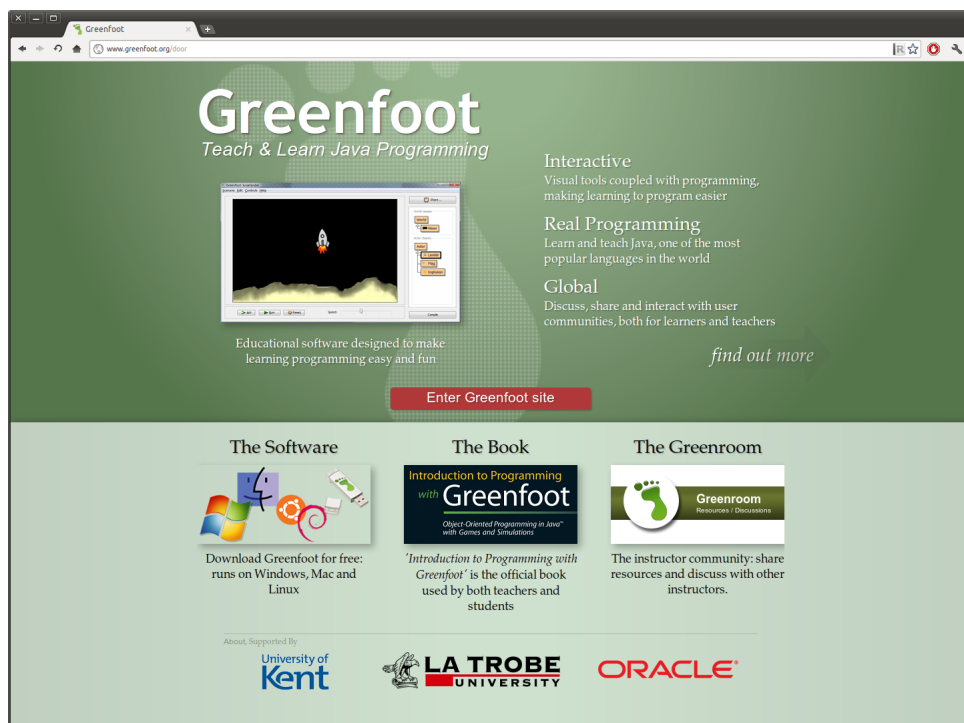 Greenfoot
www.greenfoot.org/door
Greenfoot
Teach & Learn Java Programming
Educational software designed to make
learning programming easy and fun
Interactive
Visual tools coupled with programming,
making learning to program easier
Real Programming
Learn and teach Java, one of the most
popular languages in the world
Global
Discuss, share and interact with user
communities, both for learners and teachers
find out more
Enter Greenfoot site
The Software
Download Greenfoot for free:
runs on Windows, Mac and
Linux
The Book
Introduction to Programming
with Greenfoot
Object-Oriented Programming in Java™
with Games and Simulations
'Introduction to Programming with
Greenfoot' is the official book
used by both teachers and
students
The Greenroom
Greenroom
Resources / Discussions
The instructor community: share
resources and discuss with other
instructors.
About, Supported By
University of
Kent
LA TROBE
UNIVERSITY
ORACLE